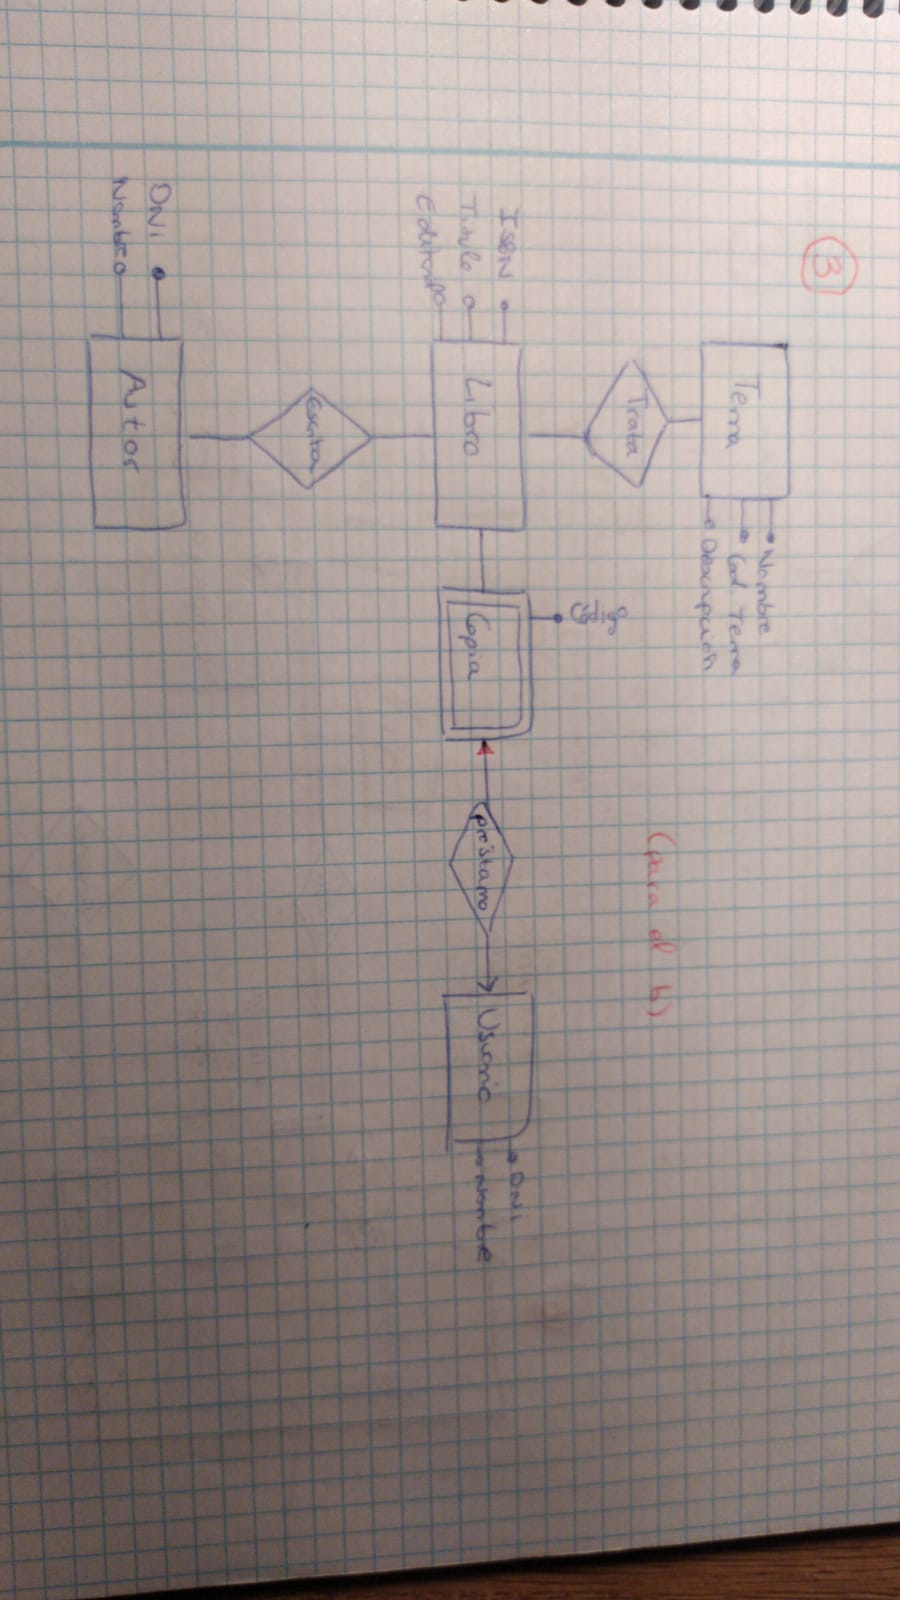 3
Tema
Nombre
Cod. Tema
Descripción
Trata
(para el b)
Código
ISBN
Titulo
Editorial
Libro
Copia
préstamo
Usuario
DNI
Nombre
Escrito
DNI
Nombre
Autor